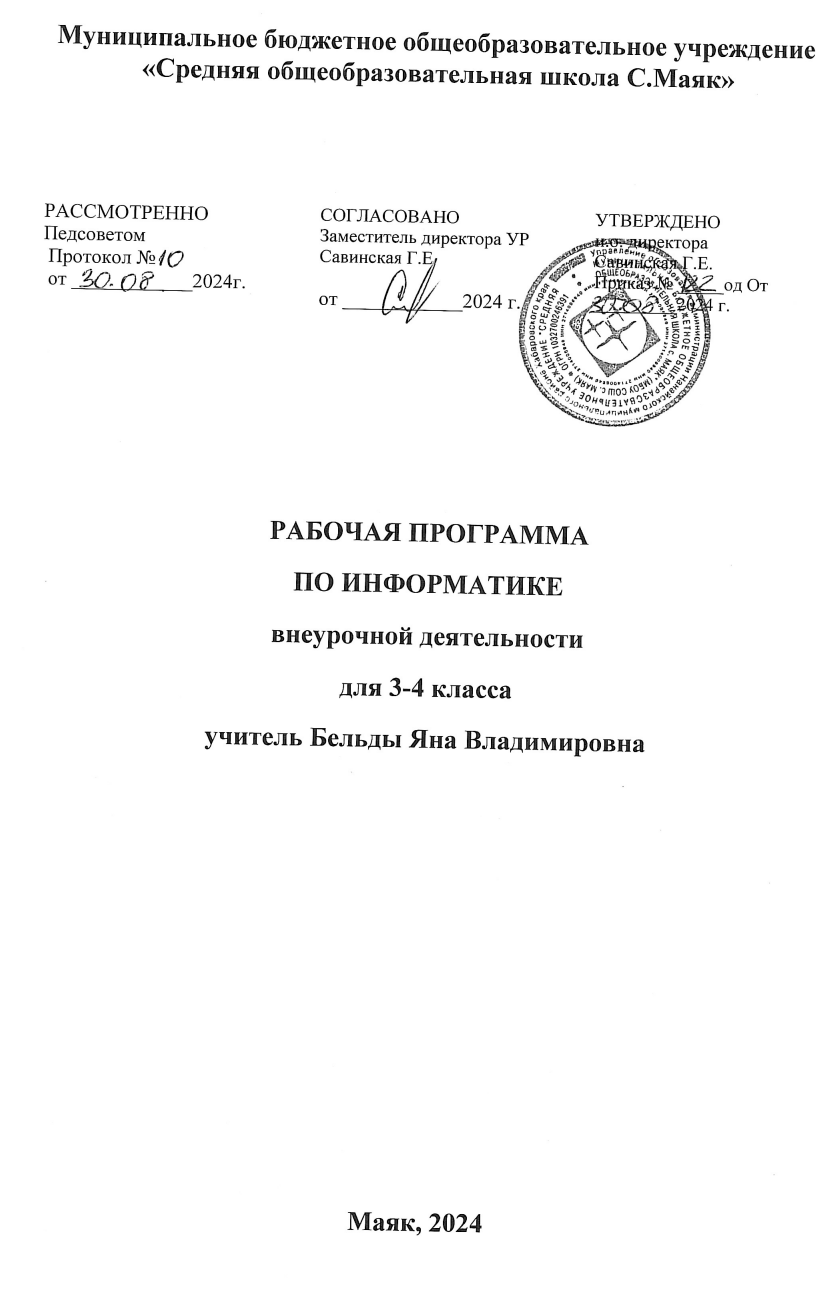 Муниципальное бюджетное общеобразовательное учреждение
«Средняя общеобразовательная школа С.Маяк»
РАССМОТРЕННО
Педсоветом
Протокол №10
от 30.08 2024г.
СОГЛАСОВАНО
Заместитель директора УР
Савинская Г.Е.
от 2024 г.
УТВЕРЖДЕНО
и.о. директора
Савинская Г.Е.
Приказ № од От
2024 г.
РАБОЧАЯ ПРОГРАММА
ПО ИНФОРМАТИКЕ
внеурочной деятельности
для 3-4 класса
учитель Бельды Яна Владимировна
Маяк, 2024